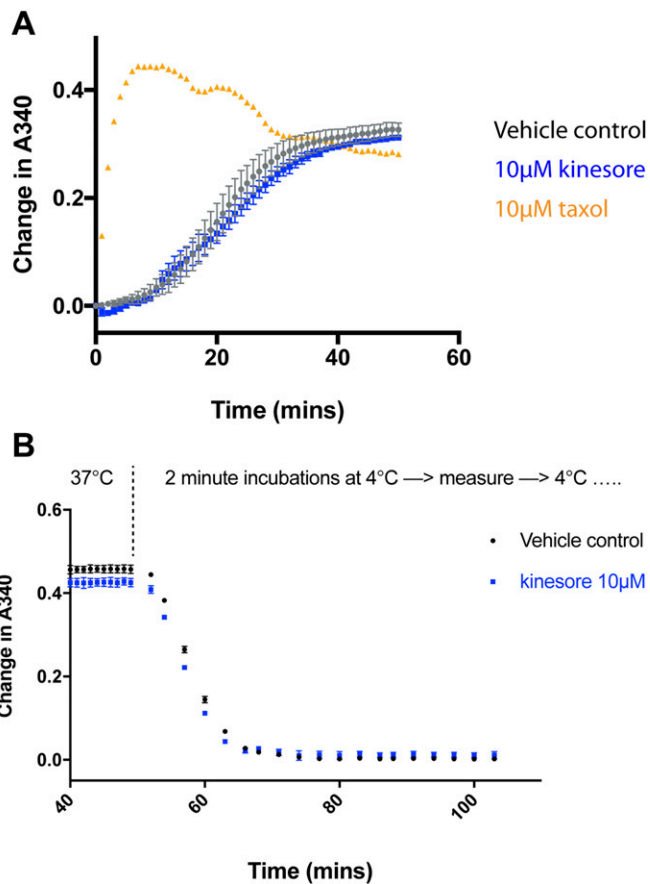 A
Change in A340
0.4
0.2
0.0
0
20
40
60
Time (mins)
Vehicle control
10µM kinesore
10µM taxol
B
37°C
2 minute incubations at 4°C —> measure —> 4°C .....
Change in A340
0.6
0.4
0.2
0.0
40
60
80
100
Time (mins)
Vehicle control
kinesore 10µM